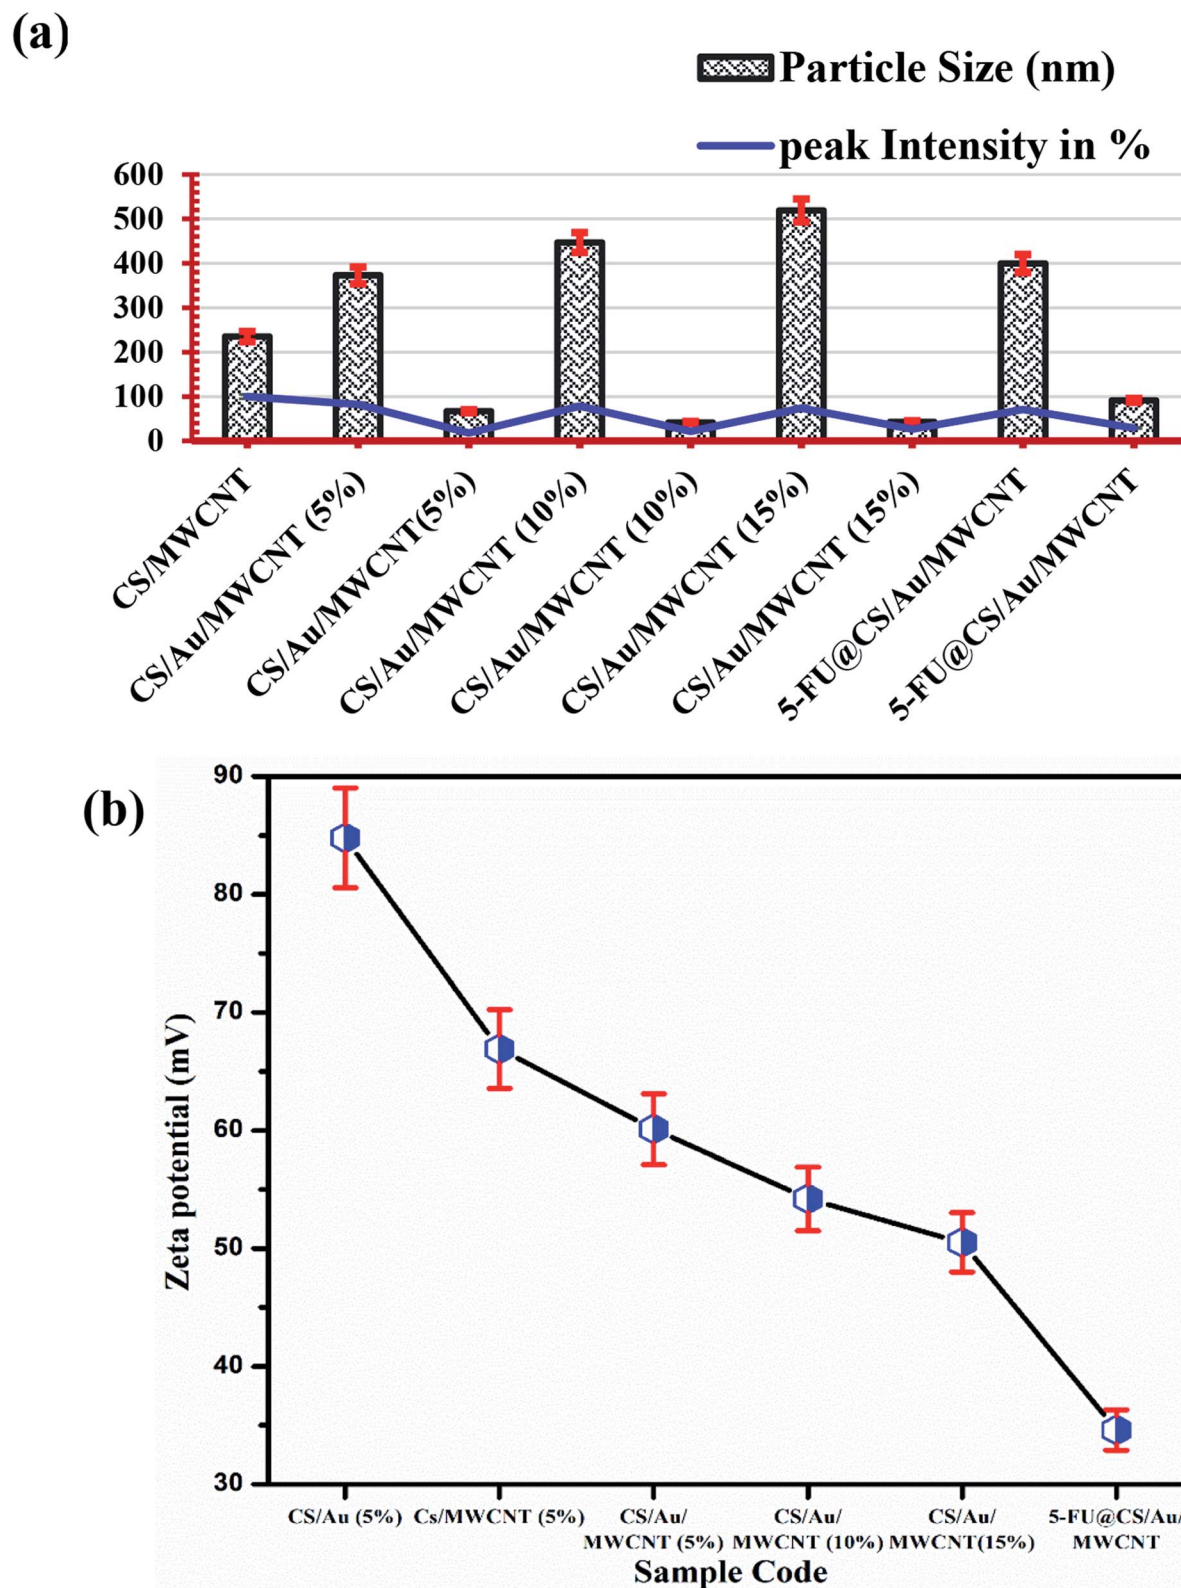 (a)
Particle Size (nm)
peak Intensity in %
600
500
400
300
200
100
0
CS/MWCNT
CS/Au/MWCNT (5%)
CS/Au/MWCNT(5%)
CS/Au/MWCNT (10%)
CS/Au/MWCNT (10%)
CS/Au/MWCNT (15%)
CS/Au/MWCNT (15%)
5-FU@CS/Au/MWCNT
5-FU@CS/Au/MWCNT
(b)
90
80
70
60
50
40
30
Zeta potential (mV)
CS/Au (5%)
Cs/MWCNT (5%)
CS/Au/
MWCNT (5%)
CS/Au/
MWCNT (10%)
CS/Au/
MWCNT(15%)
5-FU@CS/Au/
MWCNT
Sample Code